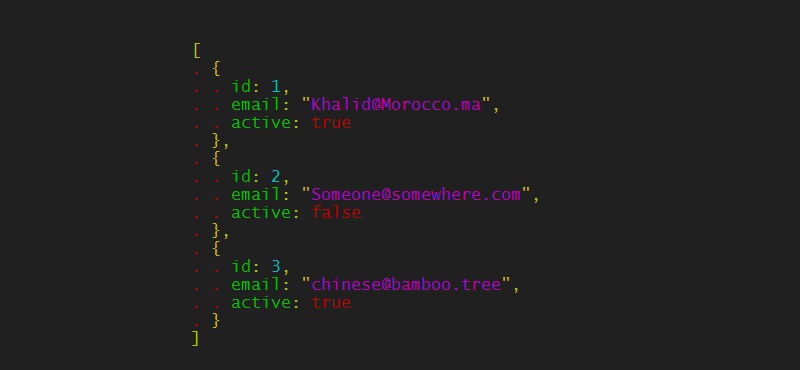 [
. {
. . id: 1,
. . email: "Khalid@Morocco.ma",
. . active: true
. },
. {
. . id: 2,
. . email: "Someone@somewhere.com",
. . active: false
. },
. {
. . id: 3,
. . email: "chinese@bamboo.tree",
. . active: true
. }
]